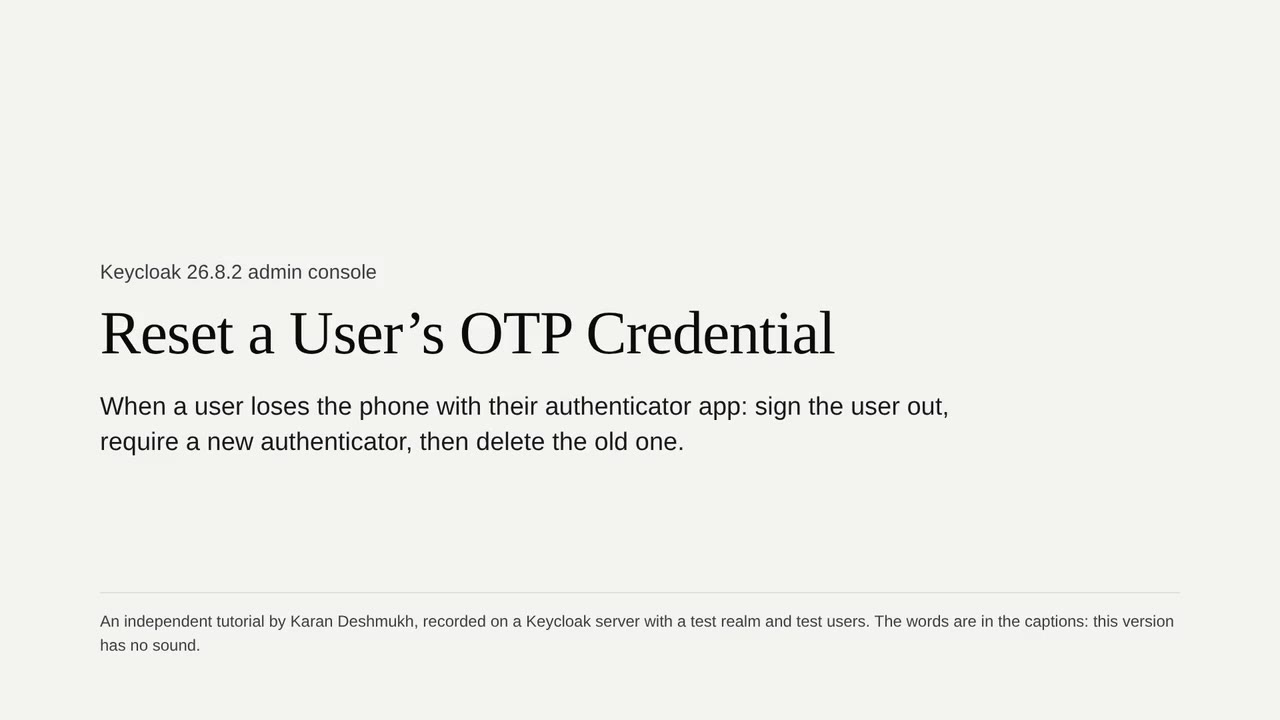 Keycloak 26.8.2 admin console
Reset a User’s OTP Credential
When a user loses the phone with their authenticator app: sign the user out,
require a new authenticator, then delete the old one.
An independent tutorial by Karan Deshmukh, recorded on a Keycloak server with a test realm and test users. The words are in the captions: this version
has no sound.